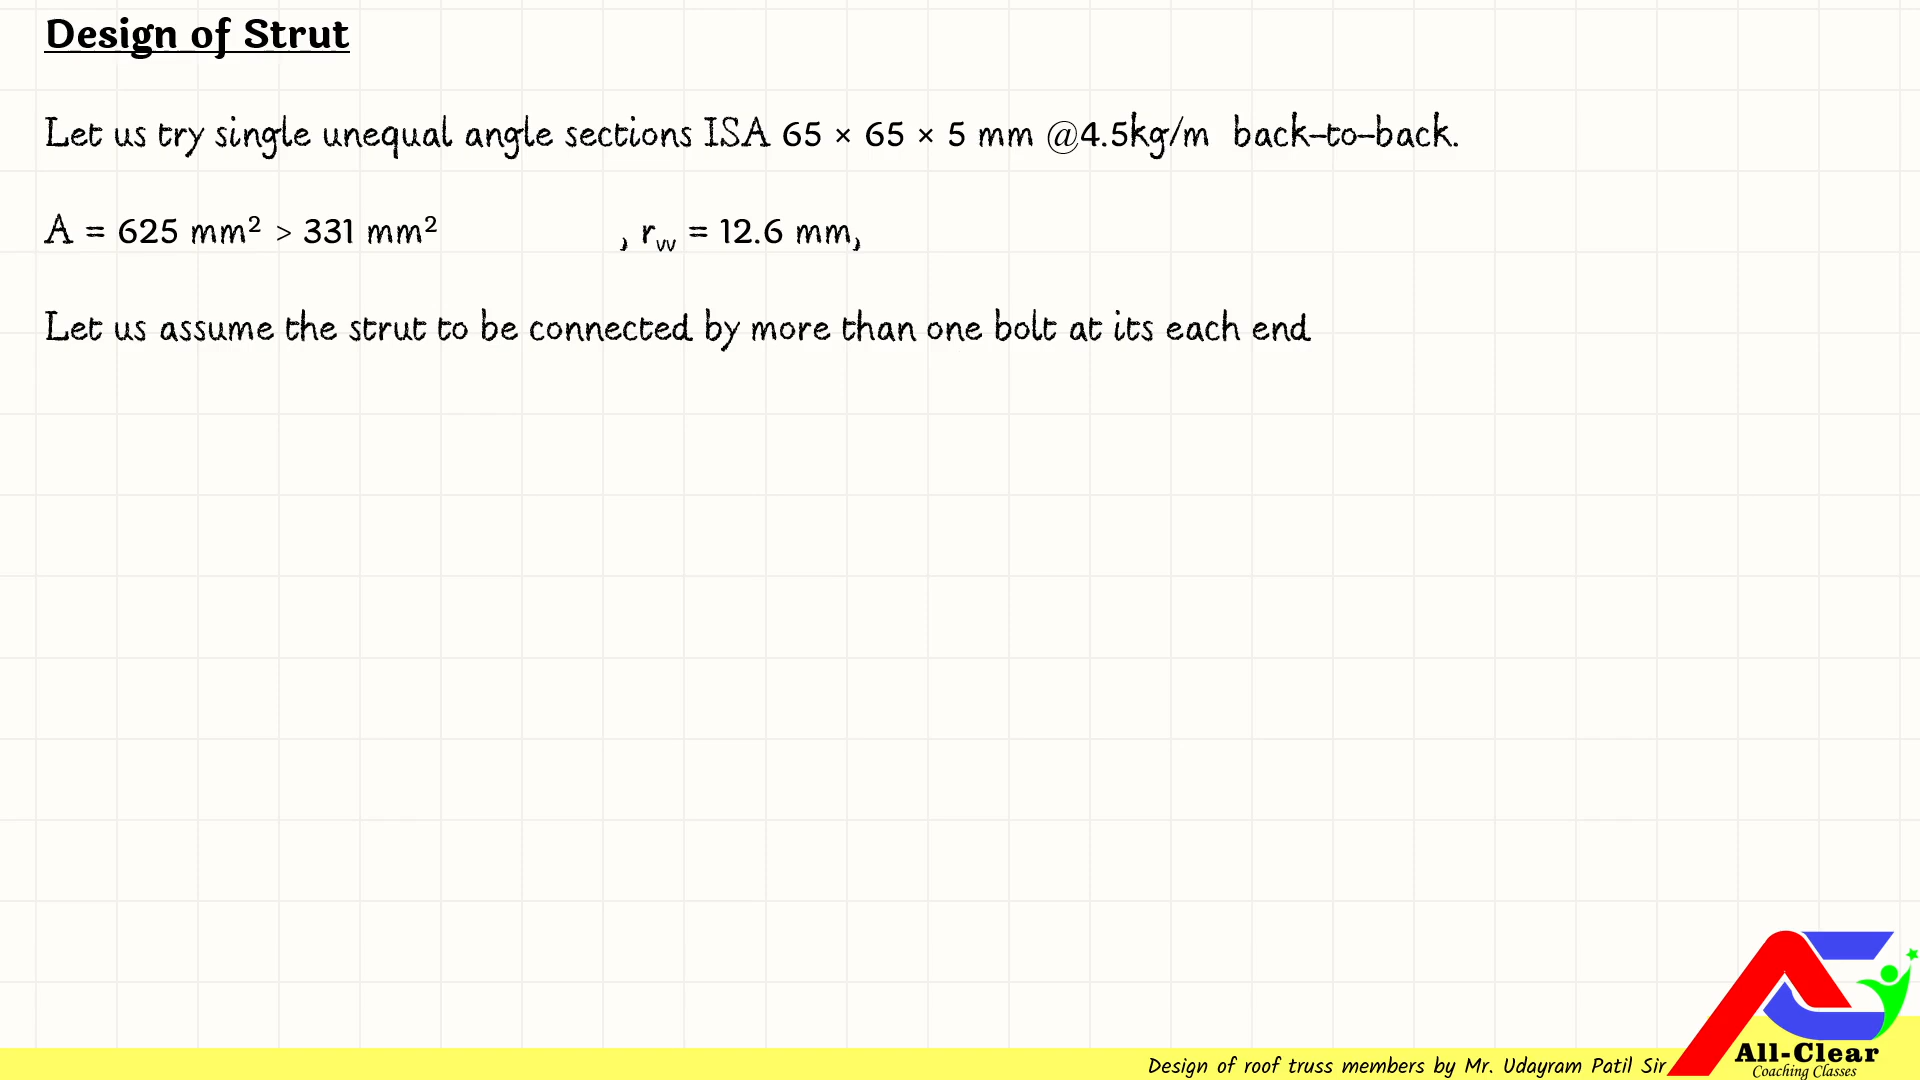 Design of Strut
Let us try single unequal angle sections ISA 65 × 65 × 5 mm @4.5kg/m back-to-back.
A = 625 mm² > 331 mm² , rᵥᵥ = 12.6 mm,
Let us assume the strut to be connected by more than one bolt at its each end
Design of roof truss members by Mr. Udayram Patil Sir
All-Clear
Coaching Classes